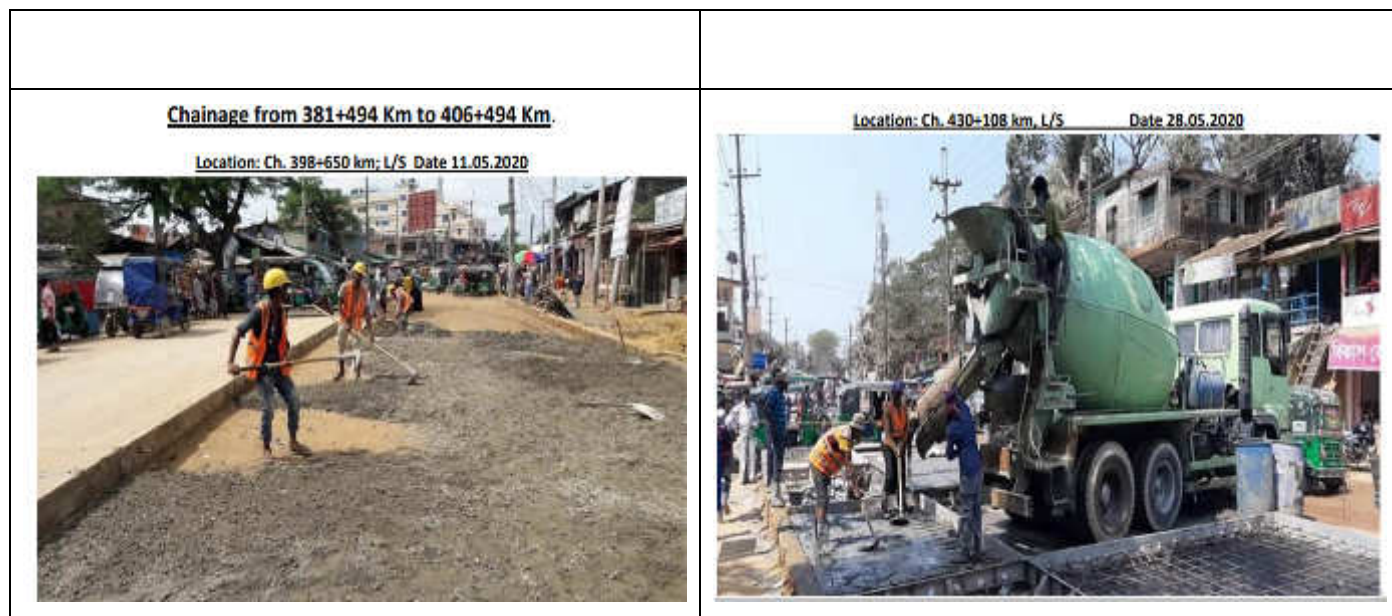 Chainage from 381+494 Km to 406+494 Km.
Location: Ch. 398+650 km; L/S Date 11.05.2020
Location: Ch. 430+108 km, L/S Date 28.05.2020